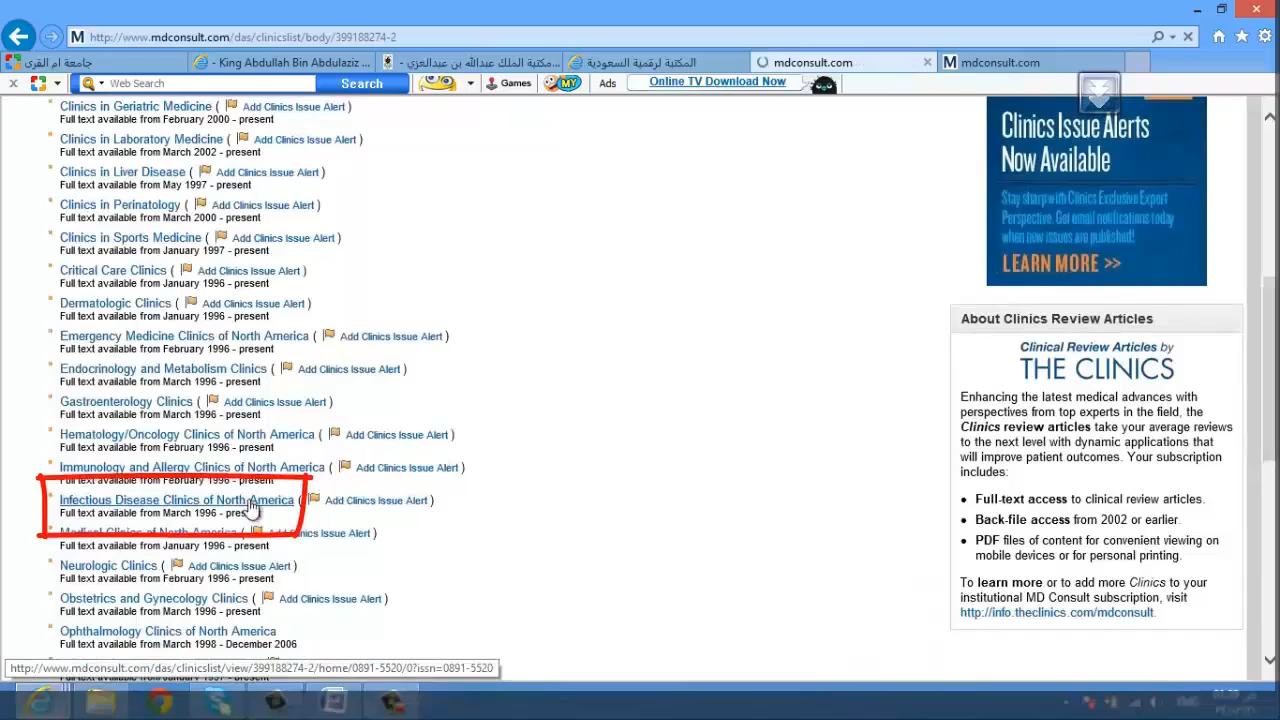 http://www.mdconsult.com/das/clinicslist/body/399188274-2
جامعة ام القرى
King Abdullah Bin Abdulaziz ...
مكتبة الملك عبدالله بن عبدالعزي...
المكتبة الرقمية السعودية
mdconsult.com
mdconsult.com
Web Search
Search
Games
MY
Ads
Online TV Download Now
Clinics in Geriatric Medicine ( Add Clinics Issue Alert )
Full text available from February 2000 - present
Clinics in Laboratory Medicine ( Add Clinics Issue Alert )
Full text available from March 2002 - present
Clinics in Liver Disease ( Add Clinics Issue Alert )
Full text available from May 1997 - present
Clinics in Perinatology ( Add Clinics Issue Alert )
Full text available from March 2000 - present
Clinics in Sports Medicine ( Add Clinics Issue Alert )
Full text available from January 1997 - present
Critical Care Clinics ( Add Clinics Issue Alert )
Full text available from January 1996 - present
Dermatologic Clinics ( Add Clinics Issue Alert )
Full text available from January 1996 - present
Emergency Medicine Clinics of North America ( Add Clinics Issue Alert )
Full text available from February 1996 - present
Endocrinology and Metabolism Clinics ( Add Clinics Issue Alert )
Full text available from March 1996 - present
Gastroenterology Clinics ( Add Clinics Issue Alert )
Full text available from March 1996 - present
Hematology/Oncology Clinics of North America ( Add Clinics Issue Alert )
Full text available from February 1996 - present
Immunology and Allergy Clinics of North America ( Add Clinics Issue Alert )
Full text available from February 1996 - present
Infectious Disease Clinics of North America ( Add Clinics Issue Alert )
Full text available from March 1996 - present
Medical Clinics of North America ( Add Clinics Issue Alert )
Full text available from January 1996 - present
Neurologic Clinics ( Add Clinics Issue Alert )
Full text available from February 1996 - present
Obstetrics and Gynecology Clinics ( Add Clinics Issue Alert )
Full text available from March 1996 - present
Ophthalmology Clinics of North America
Full text available from March 1998 - December 2006
http://www.mdconsult.com/das/clinicslist/view/399188274-2/home/0891-5520/0?issn=0891-5520
Clinics Issue Alerts
Now Available
Stay sharp with Clinics Exclusive Expert
Perspective. Get email notifications today
when new issues are published!
LEARN MORE >>
About Clinics Review Articles
Clinical Review Articles by
THE CLINICS
Enhancing the latest medical advances with
perspectives from top experts in the field, the
Clinics review articles take your average reviews
to the next level with dynamic applications that
will improve patient outcomes. Your subscription
includes:
Full-text access to clinical review articles.
Back-file access from 2002 or earlier.
PDF files of content for convenient viewing on
mobile devices or for personal printing.
To learn more or to add more Clinics to your
institutional MD Consult subscription, visit
http://info.theclinics.com/mdconsult.